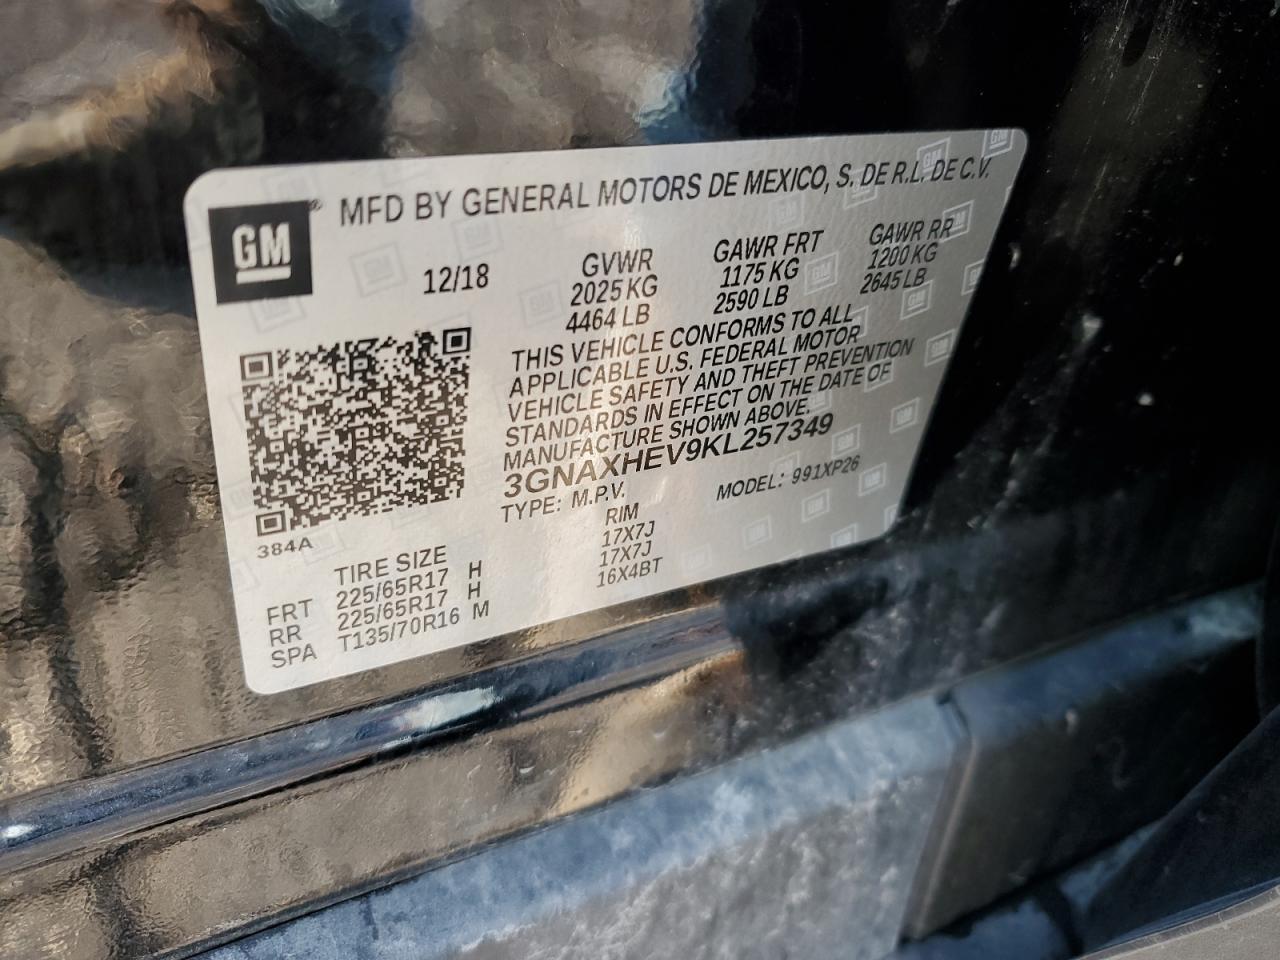 GM® MFD BY GENERAL MOTORS DE MEXICO, S. DE R.L. DE C.V.
12/18 GVWR GAWR FRT GAWR RR
2025 KG 1175 KG 1200 KG
4464 LB 2590 LB 2645 LB
THIS VEHICLE CONFORMS TO ALL
APPLICABLE U.S. FEDERAL MOTOR
VEHICLE SAFETY AND THEFT PREVENTION
STANDARDS IN EFFECT ON THE DATE OF
MANUFACTURE SHOWN ABOVE.
3GNAXHEV9KL257349
TYPE: M.P.V. MODEL: 991XP26
384A
TIRE SIZE RIM
FRT 225/65R17 H 17X7J
RR 225/65R17 H 17X7J
SPA T135/70R16 M 16X4BT